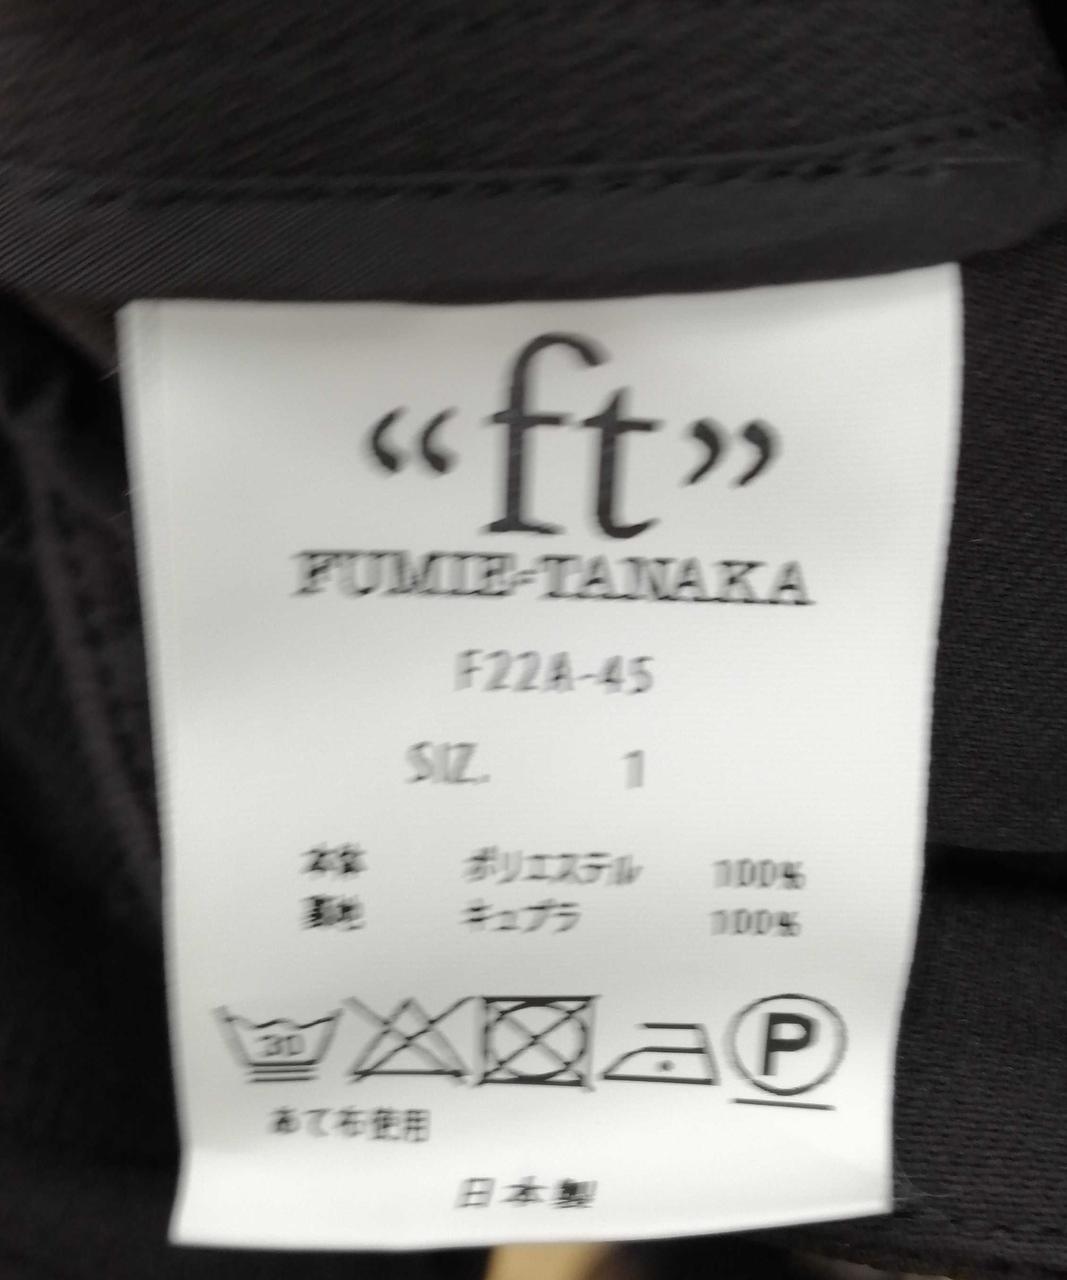 “ft”
FUMIE=TANAKA
F22A-45
SIZ. 1
本体 ポリエステル 100%
裏地 キュプラ 100%
30 P
あて布使用
日本製